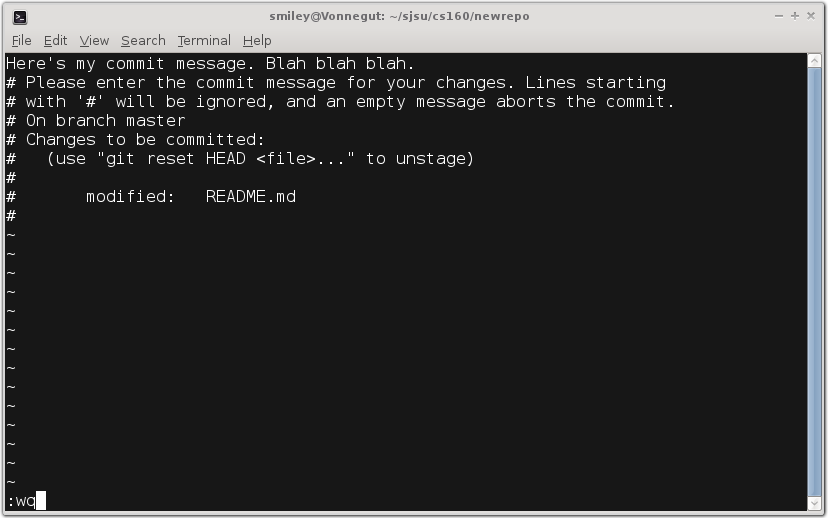 smiley@Vonnegut: ~/sjsu/cs160/newrepo
File Edit View Search Terminal Help
Here's my commit message. Blah blah blah.
# Please enter the commit message for your changes. Lines starting
# with '#' will be ignored, and an empty message aborts the commit.
# On branch master
# Changes to be committed:
#   (use "git reset HEAD <file>..." to unstage)
#
#       modified:   README.md
#
~
~
~
~
~
~
~
~
~
~
~
~
~
~
:wq